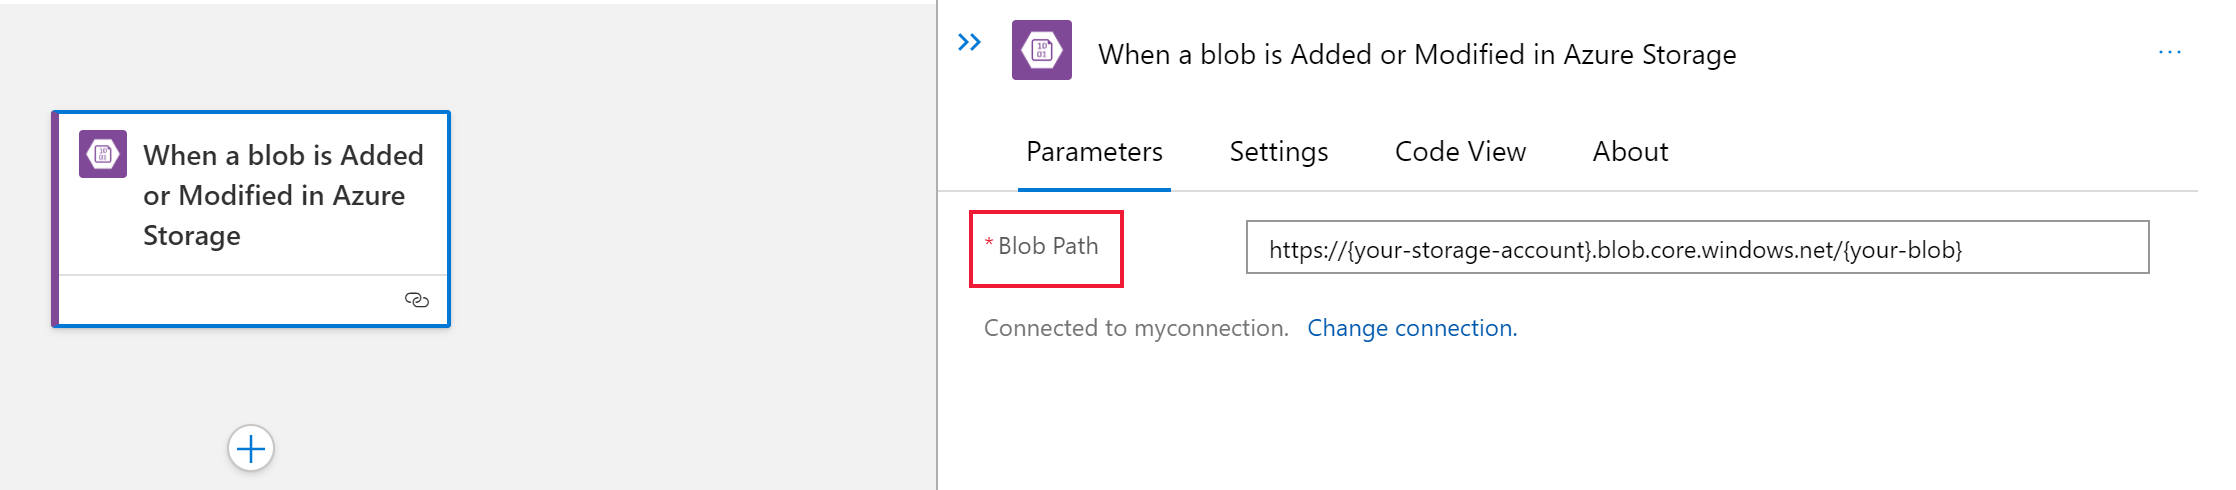 When a blob is Added
or Modified in Azure
Storage
When a blob is Added or Modified in Azure Storage
Parameters Settings Code View About
* Blob Path https://{your-storage-account}.blob.core.windows.net/{your-blob}
Connected to myconnection. Change connection.